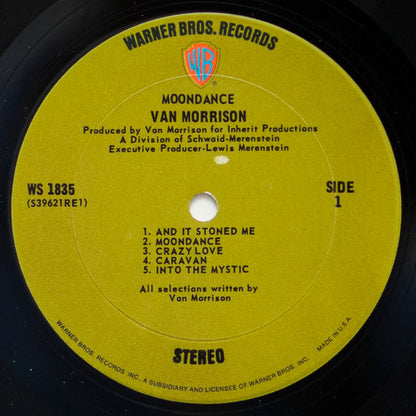 WARNER BROS. RECORDS
WB
MOONDANCE
VAN MORRISON
Produced by Van Morrison for Inherit Productions
A Division of Schwaid-Merenstein
Executive Producer-Lewis Merenstein
WS 1835
(S39621RE1)
SIDE
1
1. AND IT STONED ME
2. MOONDANCE
3. CRAZY LOVE
4. CARAVAN
5. INTO THE MYSTIC
All selections written by
Van Morrison
STEREO
WARNER BROS. RECORDS INC. A SUBSIDIARY AND LICENSEE OF WARNER BROS. INC. MADE IN U.S.A.